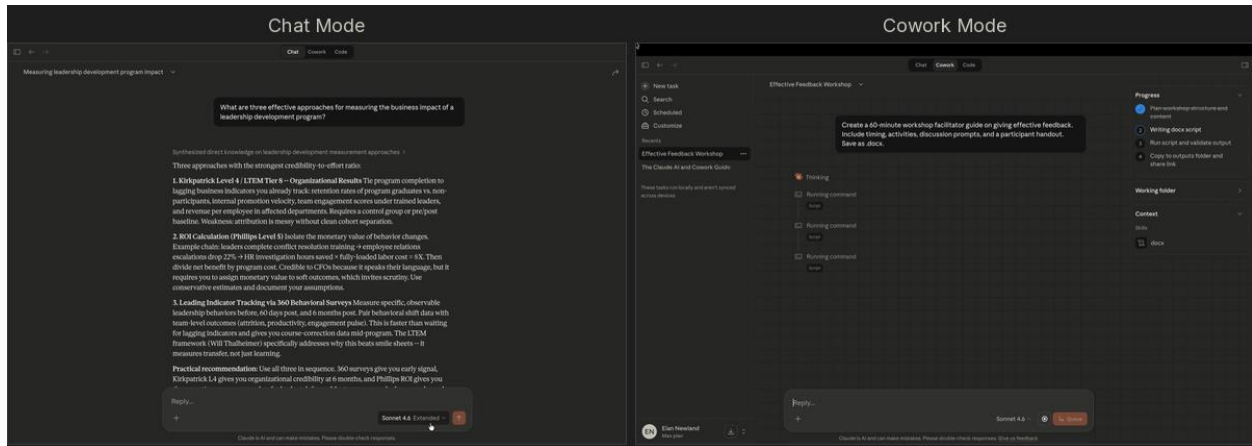 Chat Mode
Chat Cowork Code
Measuring leadership development program impact
What are three effective approaches for measuring the business impact of a
leadership development program?
Synthesized direct knowledge on leadership development measurement approaches
Three approaches with the strongest credibility-to-effort ratio:
1. Kirkpatrick Level 4 / LTEM Tier 8 — Organizational Results Tie program completion to
lagging business indicators you already track: retention rates of program graduates vs. non-
participants, internal promotion velocity, team engagement scores under trained leaders,
and revenue per employee in affected departments. Requires a control group or pre/post
baseline. Weakness: attribution is messy without clean cohort separation.
2. ROI Calculation (Phillips Level 5) Isolate the monetary value of behavior changes.
Example chain: leaders complete conflict resolution training → employee relations
escalations drop 22% → HR investigation hours saved × fully-loaded labor cost = $X. Then
divide net benefit by program cost. Credible to CFOs because it speaks their language, but it
requires you to assign monetary value to soft outcomes, which invites scrutiny. Use
conservative estimates and document your assumptions.
3. Leading Indicator Tracking via 360 Behavioral Surveys Measure specific, observable
leadership behaviors before, 60 days post, and 6 months post. Pair behavioral shift data with
team-level outcomes (attrition, productivity, engagement pulse). This is faster than waiting
for lagging indicators and gives you course-correction data mid-program. The LTEM
framework (Will Thalheimer) specifically addresses why this beats smile sheets — it
measures transfer, not just learning.
Practical recommendation: Use all three in sequence. 360 surveys give you early signal,
Kirkpatrick L4 gives you organizational credibility at 6 months, and Phillips ROI gives you
Reply...
Sonnet 4.6 Extended
Claude is AI and can make mistakes. Please double-check responses.
Cowork Mode
Chat Cowork Code
New task
Search
Scheduled
Customize
Recents
Effective Feedback Workshop
The Claude AI and Cowork Guide
These tasks run locally and aren't synced
across devices
EN
Elan Newland
Max plan
Effective Feedback Workshop
Create a 60-minute workshop facilitator guide on giving effective feedback.
Include timing, activities, discussion prompts, and a participant handout.
Save as .docx.
Thinking
Running command
Script
Running command
Script
Running command
Script
Reply...
Sonnet 4.6
Queue
Claude is AI and can make mistakes. Please double-check responses. Give us feedback
Progress
Plan workshop structure and
content
2 Writing docx script
3 Run script and validate output
4 Copy to outputs folder and
share link
Working folder
Context
Skills
docx